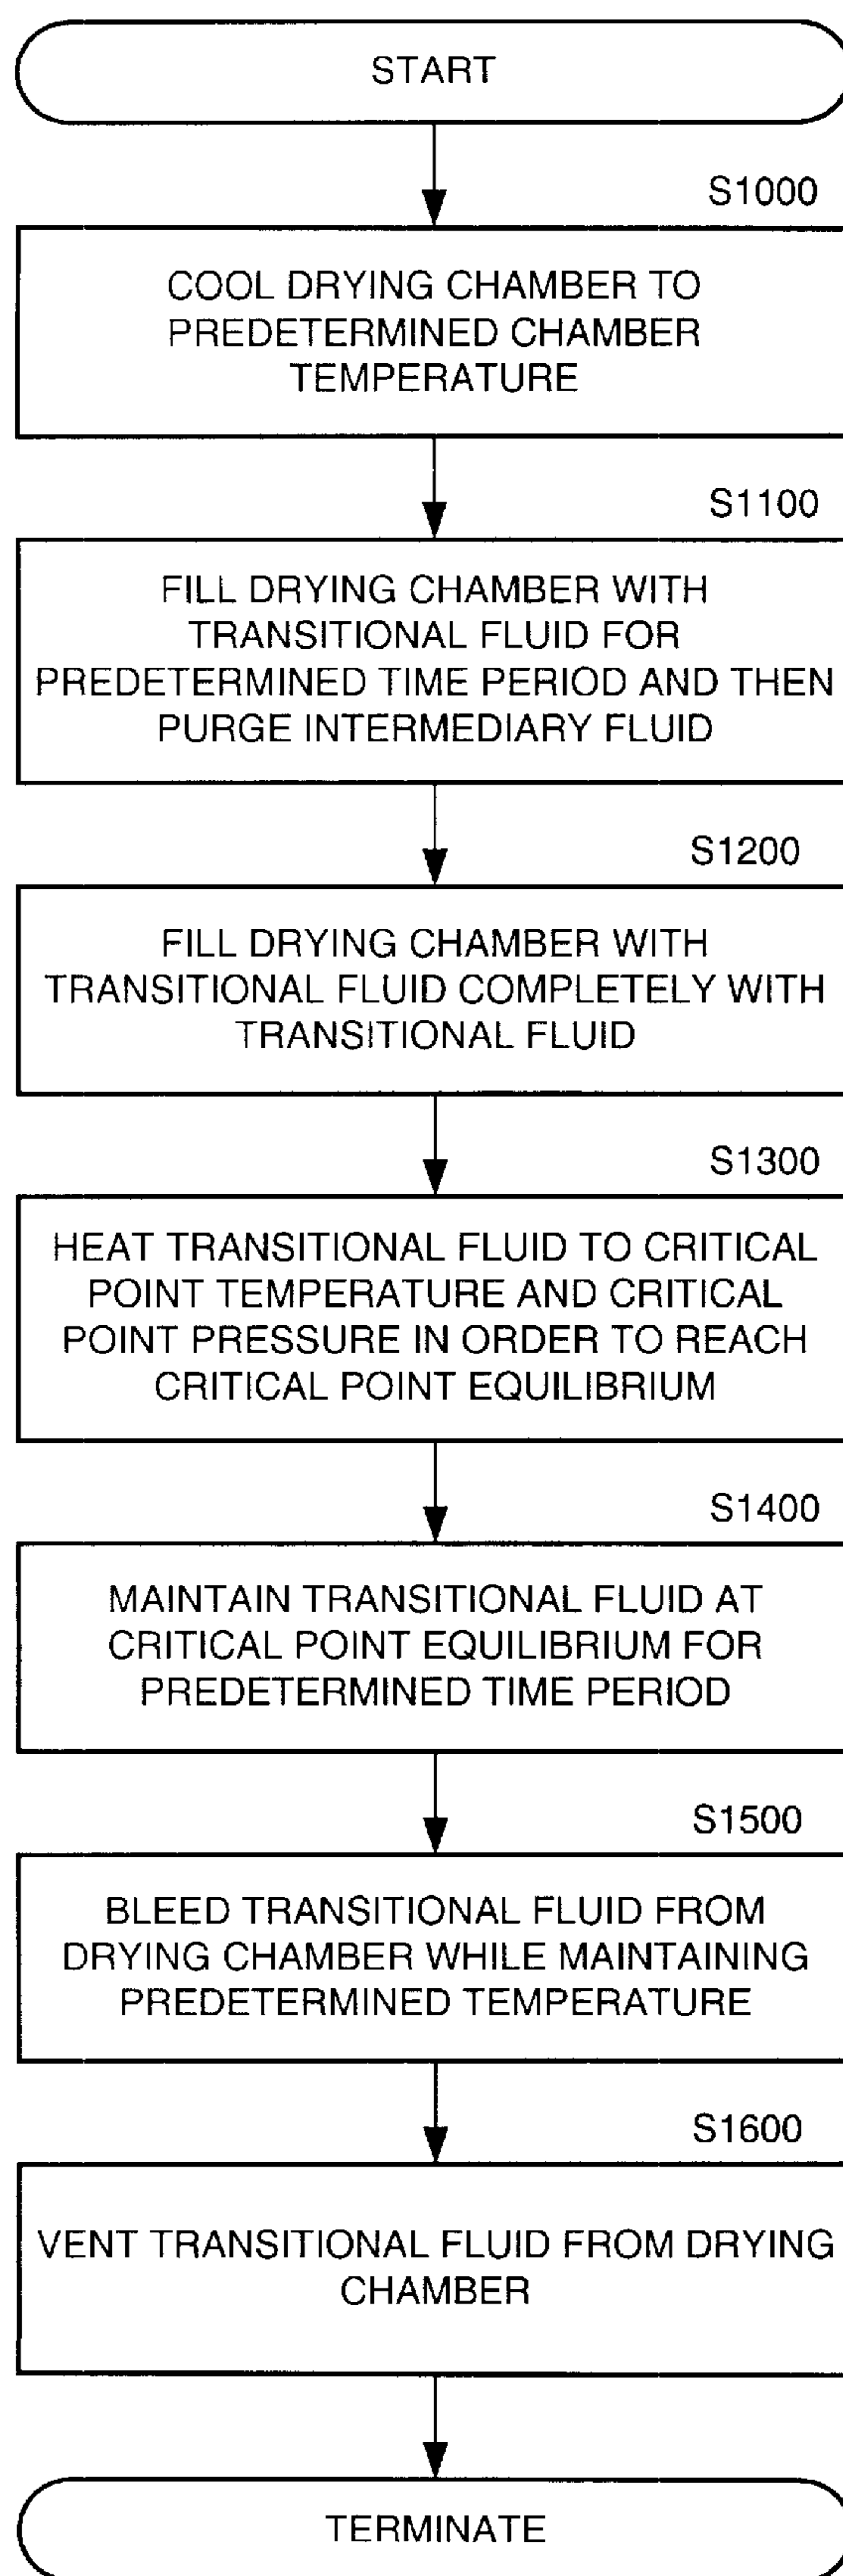 START
S1000
COOL DRYING CHAMBER TO
PREDETERMINED CHAMBER
TEMPERATURE
S1100
FILL DRYING CHAMBER WITH
TRANSITIONAL FLUID FOR
PREDETERMINED TIME PERIOD AND THEN
PURGE INTERMEDIARY FLUID
S1200
FILL DRYING CHAMBER WITH
TRANSITIONAL FLUID COMPLETELY WITH
TRANSITIONAL FLUID
S1300
HEAT TRANSITIONAL FLUID TO CRITICAL
POINT TEMPERATURE AND CRITICAL
POINT PRESSURE IN ORDER TO REACH
CRITICAL POINT EQUILIBRIUM
S1400
MAINTAIN TRANSITIONAL FLUID AT
CRITICAL POINT EQUILIBRIUM FOR
PREDETERMINED TIME PERIOD
S1500
BLEED TRANSITIONAL FLUID FROM
DRYING CHAMBER WHILE MAINTAINING
PREDETERMINED TEMPERATURE
S1600
VENT TRANSITIONAL FLUID FROM DRYING
CHAMBER
TERMINATE